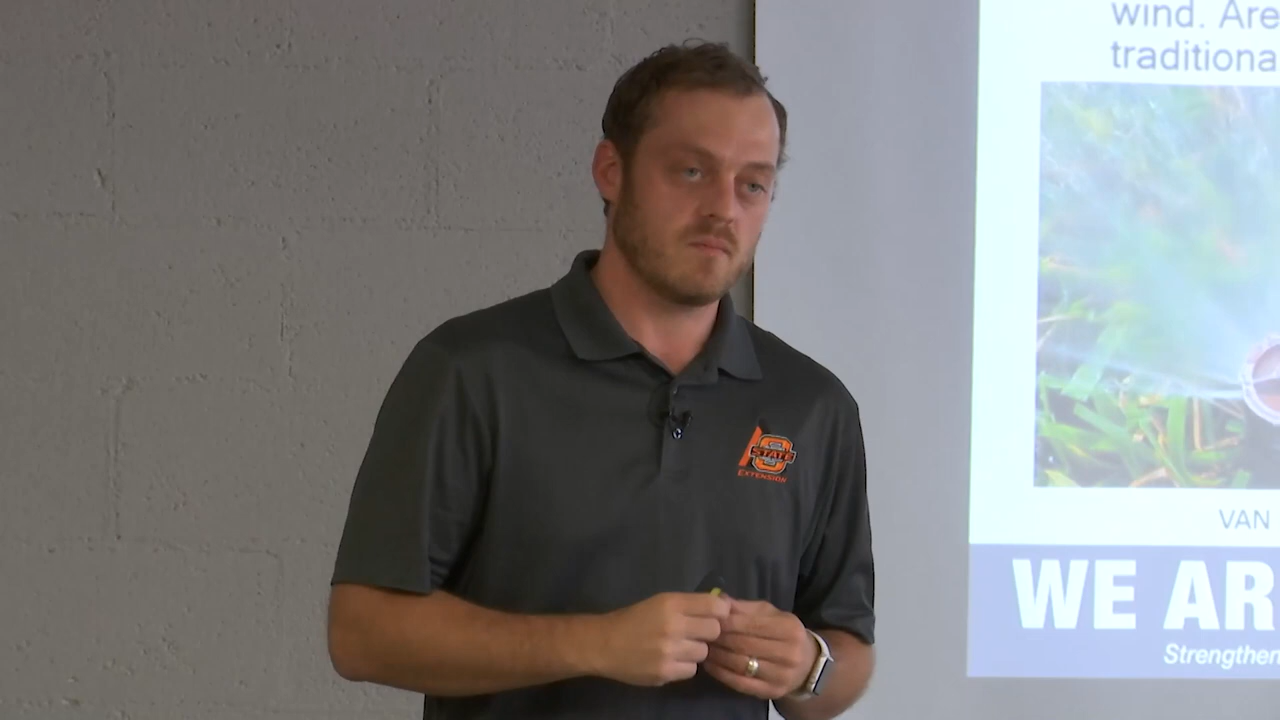 wind. Are
traditiona
STATE
EXTENSION
VAN
WE AR
Strengthen